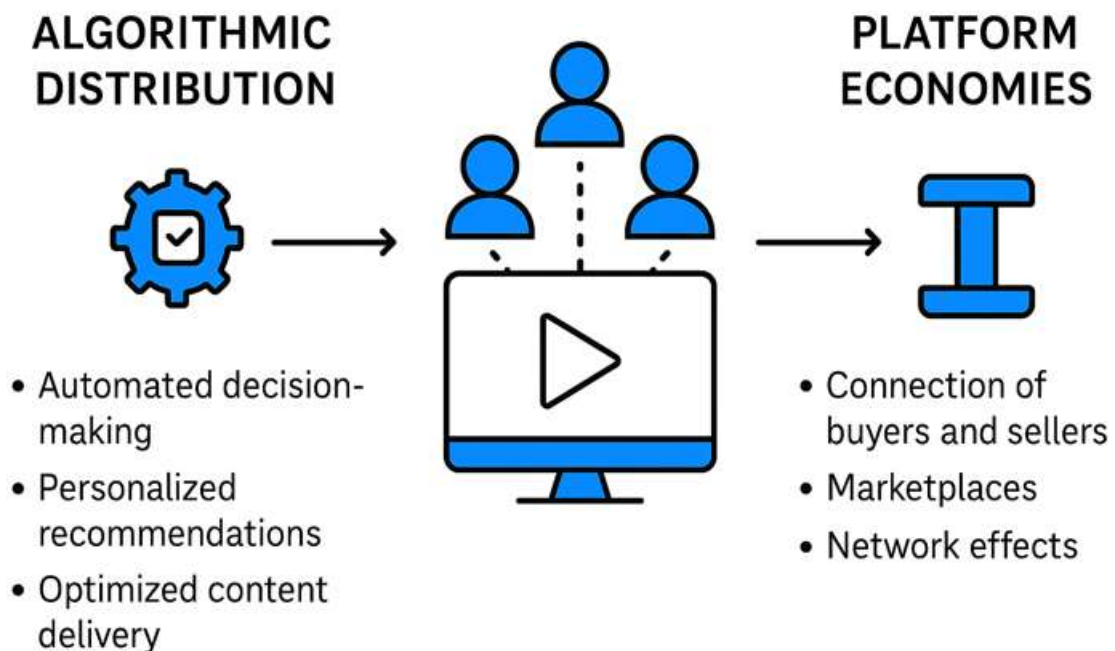 ALGORITHMIC
DISTRIBUTION
• Automated decision-
making
• Personalized
recommendations
• Optimized content
delivery
PLATFORM
ECONOMIES
• Connection of
buyers and sellers
• Marketplaces
• Network effects